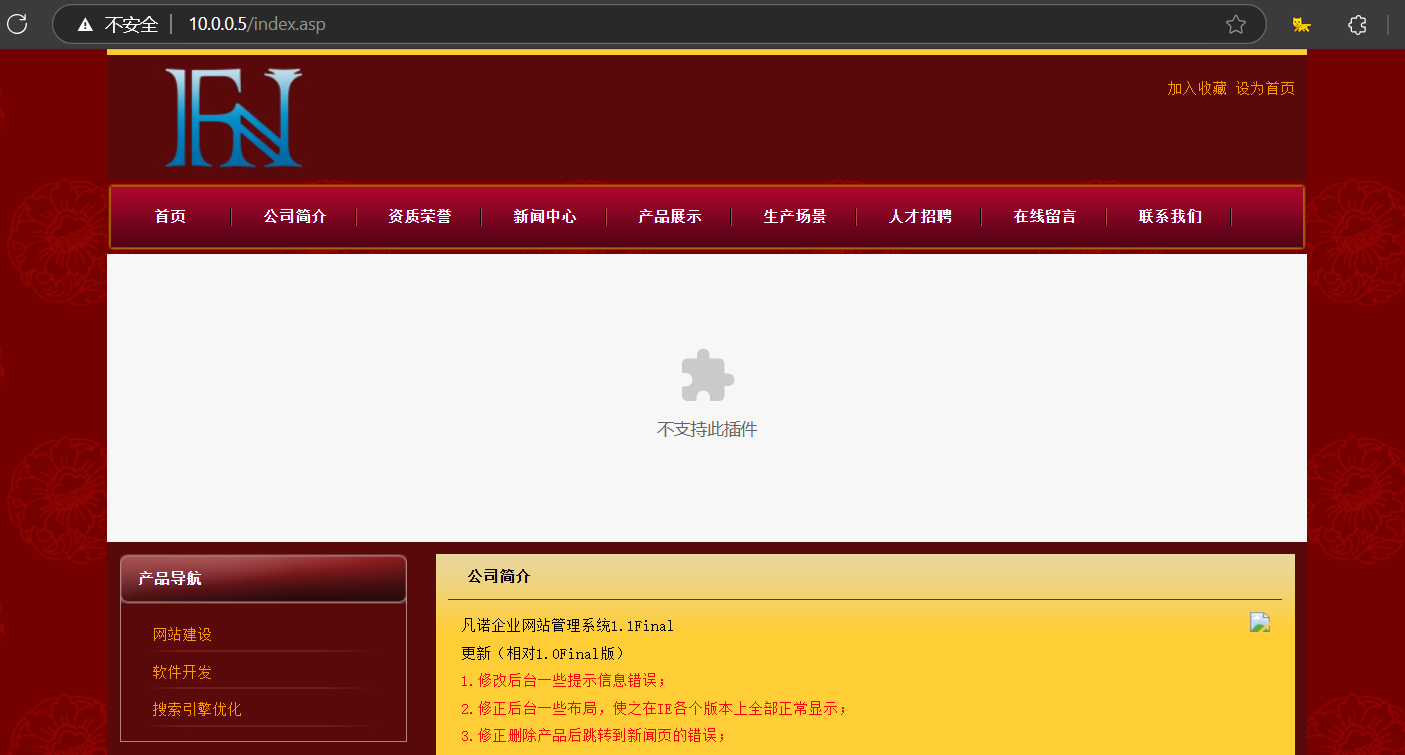 不安全 | 10.0.0.5/index.asp
FN
加入收藏 设为首页
首页 公司简介 资质荣誉 新闻中心 产品展示 生产场景 人才招聘 在线留言 联系我们
不支持此插件
产品导航
网站建设
软件开发
搜索引擎优化
公司简介
凡诺企业网站管理系统1.1Final
更新（相对1.0Final版）
1.修改后台一些提示信息错误；
2.修正后台一些布局，使之在IE各个版本上全部正常显示；
3.修正删除产品后跳转到新闻页的错误；